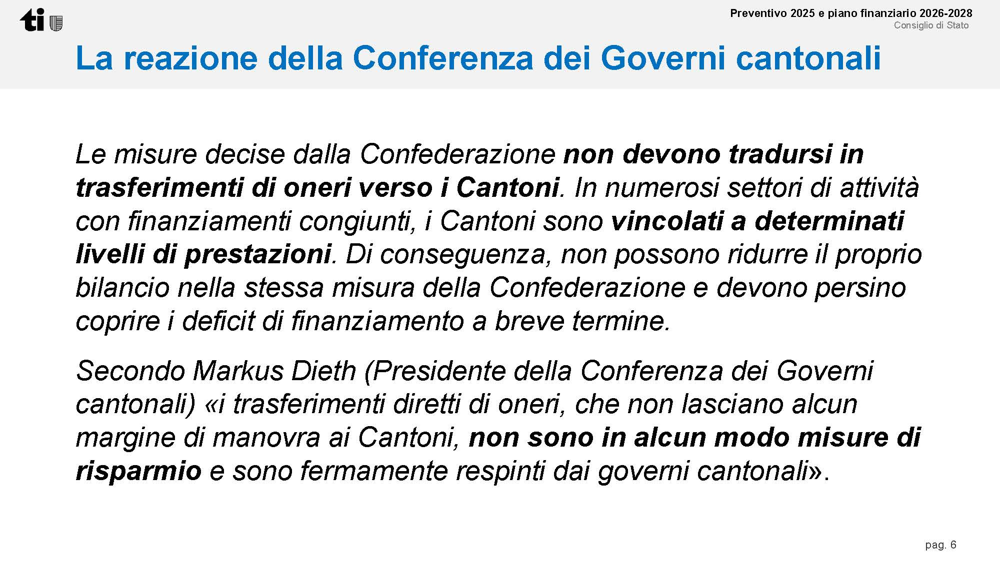 ti
Preventivo 2025 e piano finanziario 2026-2028
Consiglio di Stato
La reazione della Conferenza dei Governi cantonali
Le misure decise dalla Confederazione non devono tradursi in
trasferimenti di oneri verso i Cantoni. In numerosi settori di attività
con finanziamenti congiunti, i Cantoni sono vincolati a determinati
livelli di prestazioni. Di conseguenza, non possono ridurre il proprio
bilancio nella stessa misura della Confederazione e devono persino
coprire i deficit di finanziamento a breve termine.
Secondo Markus Dieth (Presidente della Conferenza dei Governi
cantonali) «i trasferimenti diretti di oneri, che non lasciano alcun
margine di manovra ai Cantoni, non sono in alcun modo misure di
risparmio e sono fermamente respinti dai governi cantonali».
pag. 6